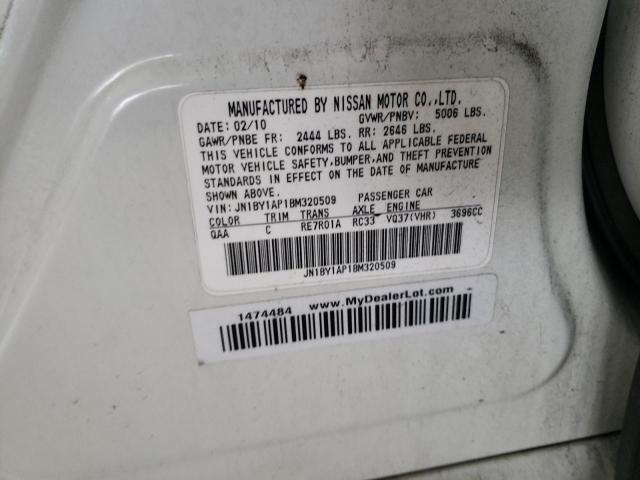 MANUFACTURED BY NISSAN MOTOR CO.,LTD.
DATE: 02/10 GVWR/PNBV: 5006 LBS.
GAWR/PNBE FR: 2444 LBS. RR: 2646 LBS.
THIS VEHICLE CONFORMS TO ALL APPLICABLE FEDERAL
MOTOR VEHICLE SAFETY,BUMPER,AND THEFT PREVENTION
STANDARDS IN EFFECT ON THE DATE OF MANUFACTURE
SHOWN ABOVE.
VIN: JN1BY1AP1BM320509 PASSENGER CAR
COLOR TRIM TRANS AXLE ENGINE
QAA C RE7R01A RC33 VQ37(VHR) 3696CC
JN1BY1AP1BM320509
1474484 www.MyDealerLot.com